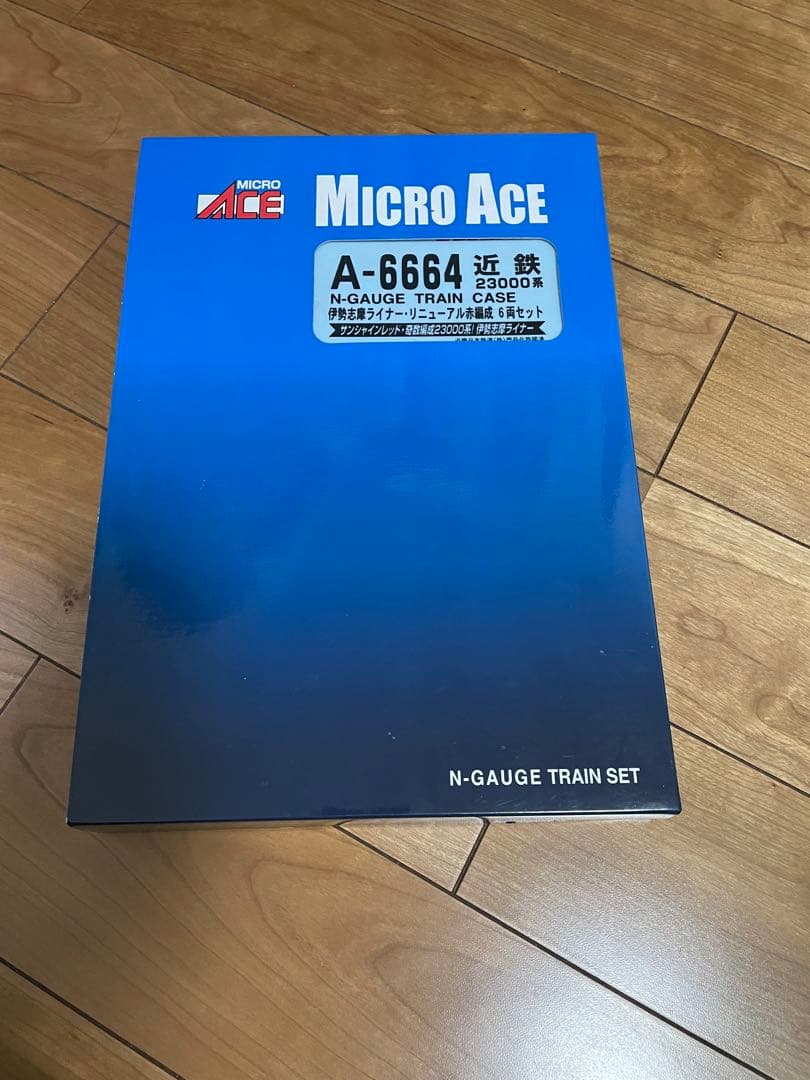 MICRO
ACE
MICRO ACE
A-6664 近鉄
23000系
N-GAUGE TRAIN CASE
伊勢志摩ライナー・リニューアル赤編成 6両セット
サンシャインレッド・奇数編成23000系!伊勢志摩ライナー
N-GAUGE TRAIN SET